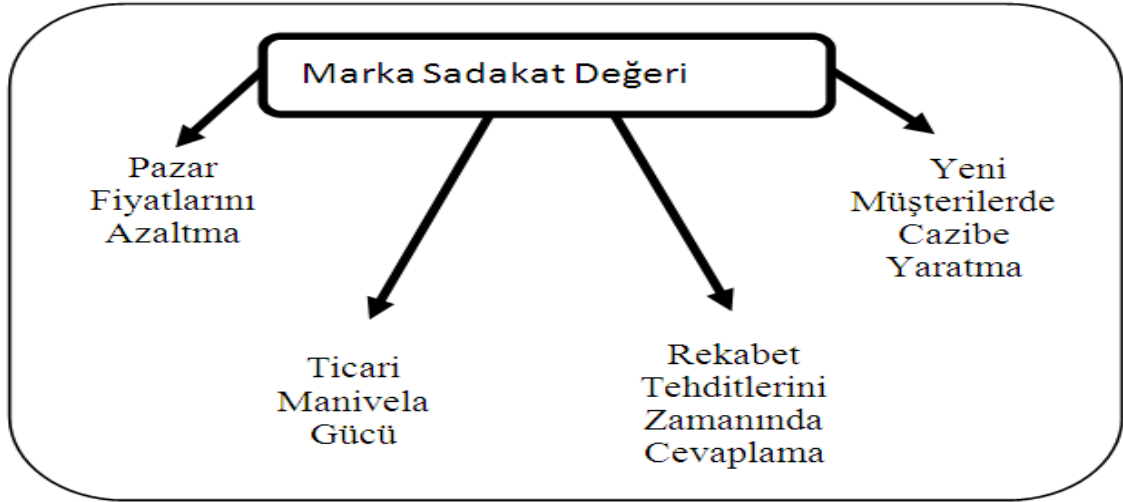 Marka Sadakat Değeri
Pazar
Fiyatlarını
Azaltma
Yeni
Müşterilerde
Cazibe
Yaratma
Ticari
Manivela
Gücü
Rekabet
Tehditlerini
Zamanında
Cevaplama